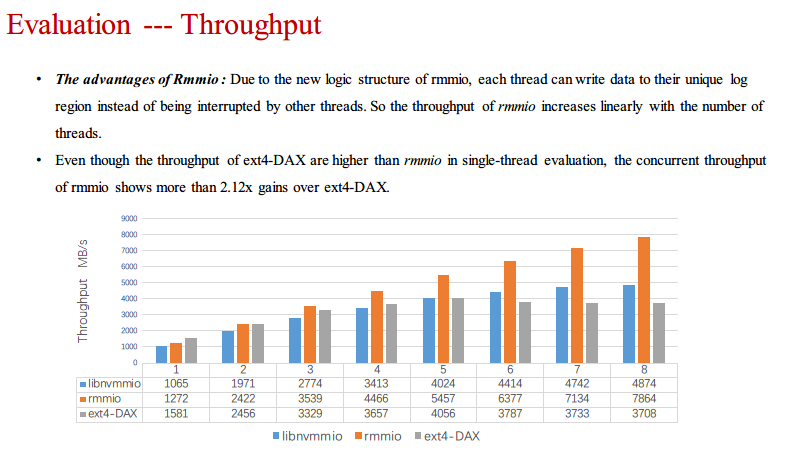 Evaluation --- Throughput
• The advantages of Rmmio : Due to the new logic structure of rmmio, each thread can write data to their unique log
region instead of being interrupted by other threads. So the throughput of rmmio increases linearly with the number of
threads.
• Even though the throughput of ext4-DAX are higher than rmmio in single-thread evaluation, the concurrent throughput
of rmmio shows more than 2.12x gains over ext4-DAX.
Throughput MB/s
9000
8000
7000
6000
5000
4000
3000
2000
1000
0
1 2 3 4 5 6 7 8
libnvmmio 1065 1971 2774 3413 4024 4414 4742 4874
rmmio 1272 2422 3539 4466 5457 6377 7134 7864
ext4-DAX 1581 2456 3329 3657 4056 3787 3733 3708
libnvmmio rmmio ext4-DAX